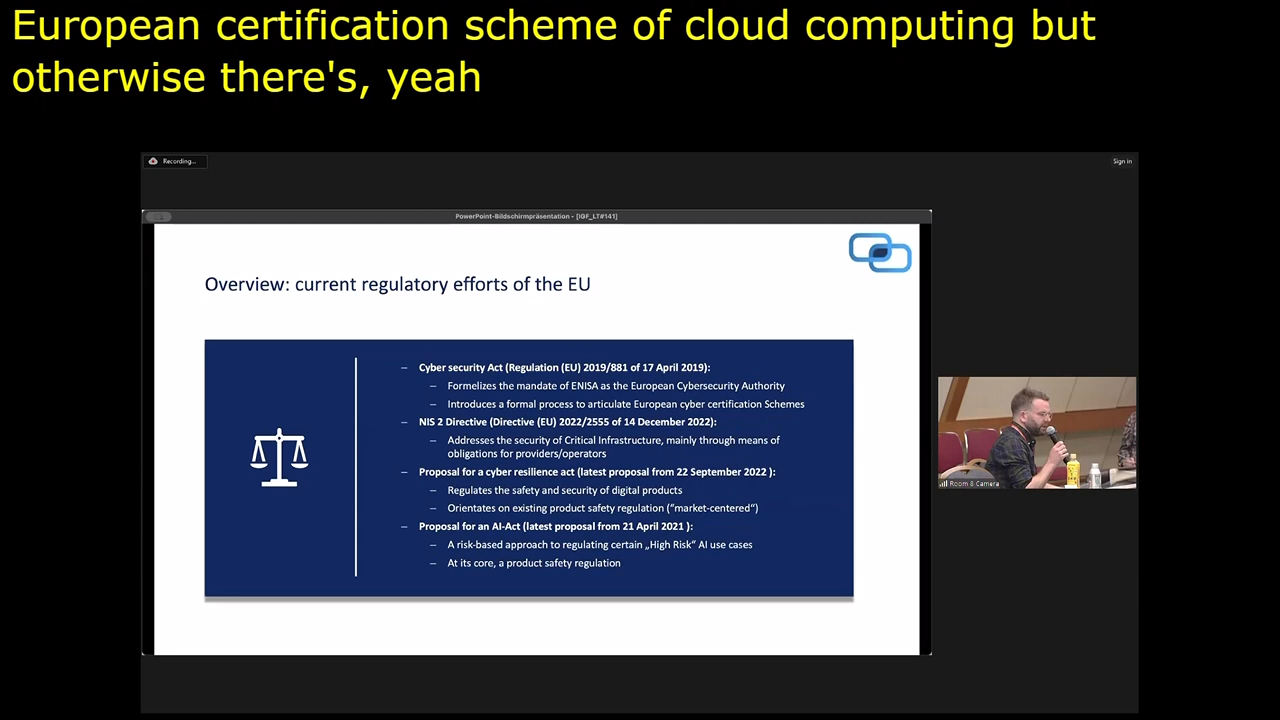 European certification scheme of cloud computing but
otherwise there's, yeah
Recording...
Sign in
PowerPoint-Bildschirmpräsentation - [IGF_LT#141]
Overview: current regulatory efforts of the EU
– Cyber security Act (Regulation (EU) 2019/881 of 17 April 2019):
– Formelizes the mandate of ENISA as the European Cybersecurity Authority
– Introduces a formal process to articulate European cyber certification Schemes
– NIS 2 Directive (Directive (EU) 2022/2555 of 14 December 2022):
– Addresses the security of Critical Infrastructure, mainly through means of
obligations for providers/operators
– Proposal for a cyber resilience act (latest proposal from 22 September 2022 ):
– Regulates the safety and security of digital products
– Orientates on existing product safety regulation ("market-centered“)
– Proposal for an AI-Act (latest proposal from 21 April 2021 ):
– A risk-based approach to regulating certain „High Risk“ AI use cases
– At its core, a product safety regulation
Room 8 Camera